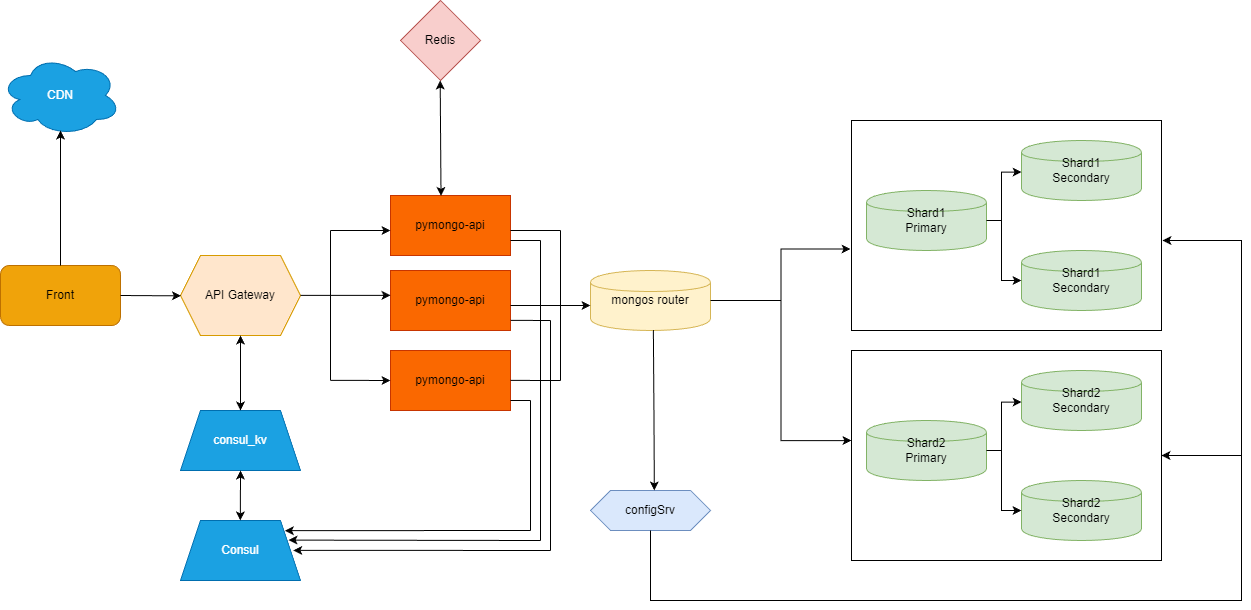 Redis
CDN
pymongo-api
Front
API Gateway
pymongo-api
mongos router
pymongo-api
consul_kv
configSrv
Consul
Shard1
Secondary
Shard1
Primary
Shard1
Secondary
Shard2
Secondary
Shard2
Primary
Shard2
Secondary